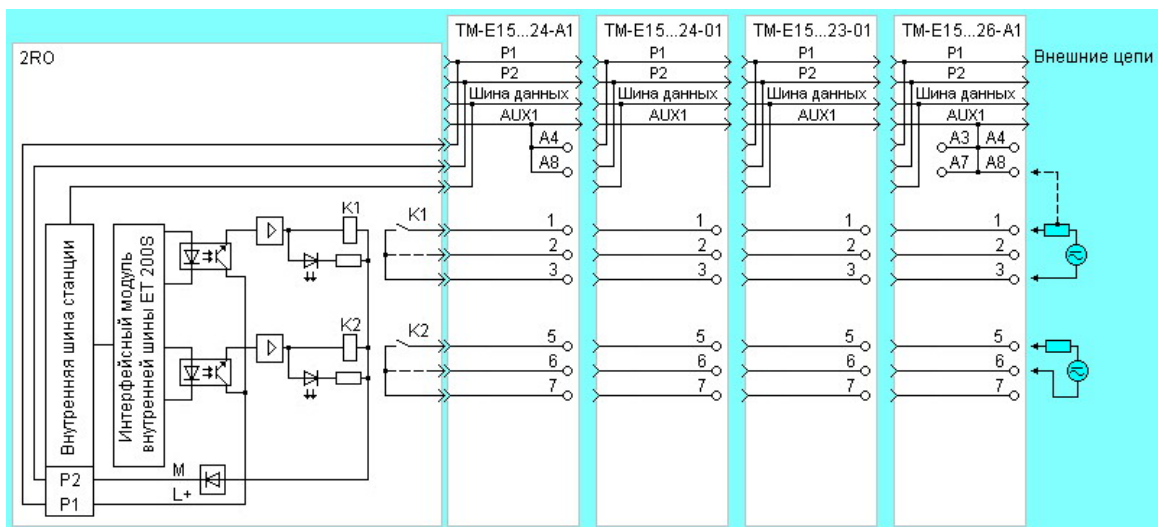 TM-E15...24-A1 TM-E15...24-01 TM-E15...23-01 TM-E15...26-A1
2RO
P1 P1 P1 P1
Внешние цепи
P2 P2 P2 P2
Шина данных Шина данных Шина данных Шина данных
AUX1 AUX1 AUX1 AUX1
A4 A3 A4
A8 A7 A8
K1 K1 1 1 1 1
2 2 2 2
3 3 3 3
Внутренняя шина станции
Интерфейсный модуль
внутренней шины ET 200S
K2 K2 5 5 5 5
6 6 6 6
7 7 7 7
P2 M
P1 L+